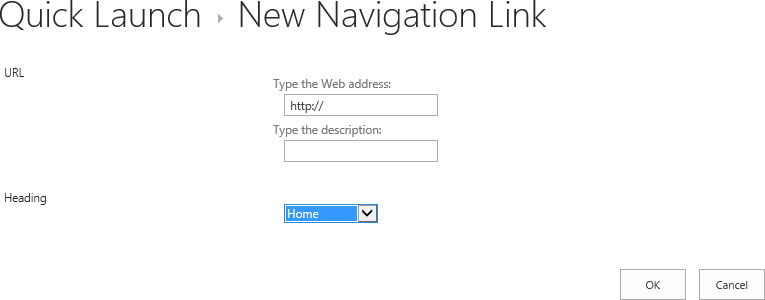 Quick Launch ▸ New Navigation Link
URL
Type the Web address:
http://
Type the description:
Heading
Home
OK
Cancel